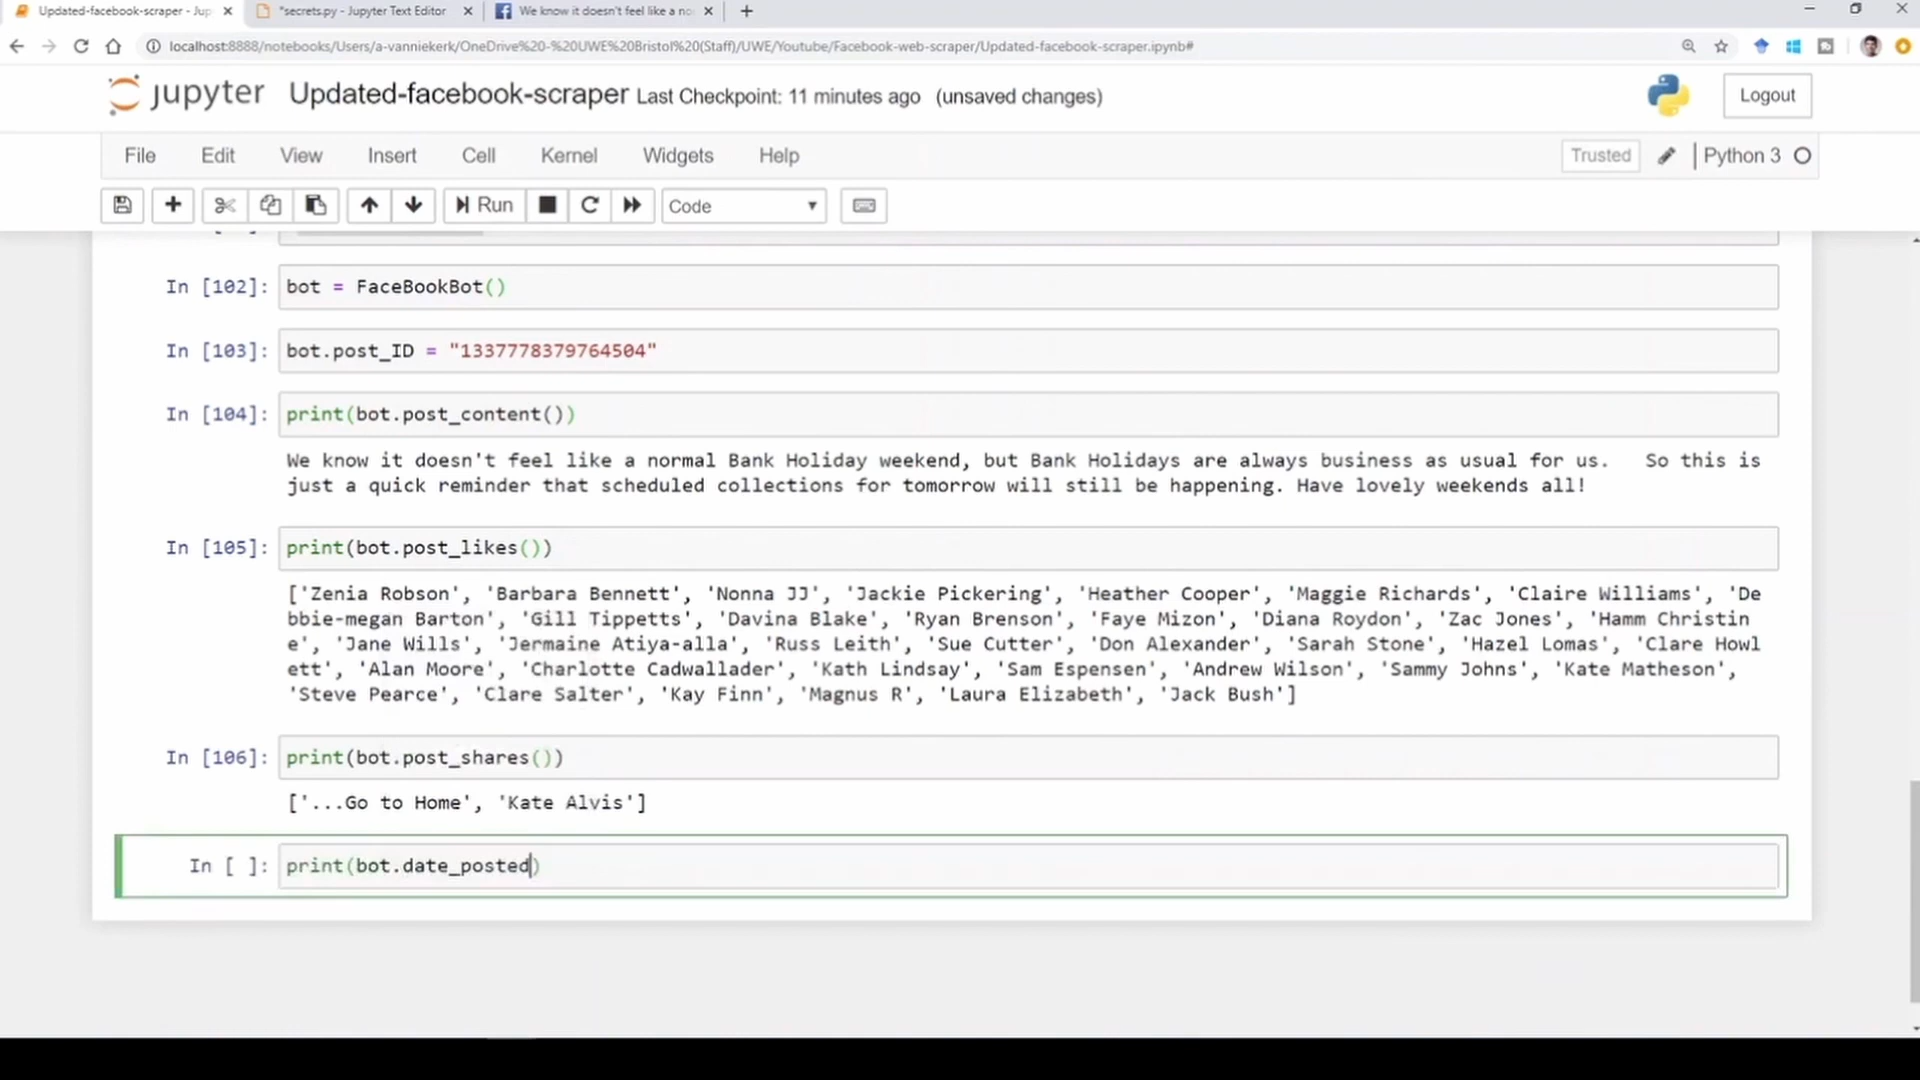 Updated-facebook-scraper - Jup
*secrets.py - Jupyter Text Editor
We know it doesn't feel like a no
localhost:8888/notebooks/Users/a-vanniekerk/OneDrive%20-%20UWE%20Bristol%20(Staff)/UWE/Youtube/Facebook-web-scraper/Updated-facebook-scraper.ipynb#
jupyter Updated-facebook-scraper Last Checkpoint: 11 minutes ago (unsaved changes) Logout
File Edit View Insert Cell Kernel Widgets Help Trusted Python 3
Run Code
In [102]: bot = FaceBookBot()
In [103]: bot.post_ID = "1337778379764504"
In [104]: print(bot.post_content())
We know it doesn't feel like a normal Bank Holiday weekend, but Bank Holidays are always business as usual for us.   So this is
just a quick reminder that scheduled collections for tomorrow will still be happening. Have lovely weekends all!
In [105]: print(bot.post_likes())
['Zenia Robson', 'Barbara Bennett', 'Nonna JJ', 'Jackie Pickering', 'Heather Cooper', 'Maggie Richards', 'Claire Williams', 'De
bbie-megan Barton', 'Gill Tippetts', 'Davina Blake', 'Ryan Brenson', 'Faye Mizon', 'Diana Roydon', 'Zac Jones', 'Hamm Christin
e', 'Jane Wills', 'Jermaine Atiya-alla', 'Russ Leith', 'Sue Cutter', 'Don Alexander', 'Sarah Stone', 'Hazel Lomas', 'Clare Howl
ett', 'Alan Moore', 'Charlotte Cadwallader', 'Kath Lindsay', 'Sam Espensen', 'Andrew Wilson', 'Sammy Johns', 'Kate Matheson',
'Steve Pearce', 'Clare Salter', 'Kay Finn', 'Magnus R', 'Laura Elizabeth', 'Jack Bush']
In [106]: print(bot.post_shares())
['...Go to Home', 'Kate Alvis']
In [ ]: print(bot.date_posted)